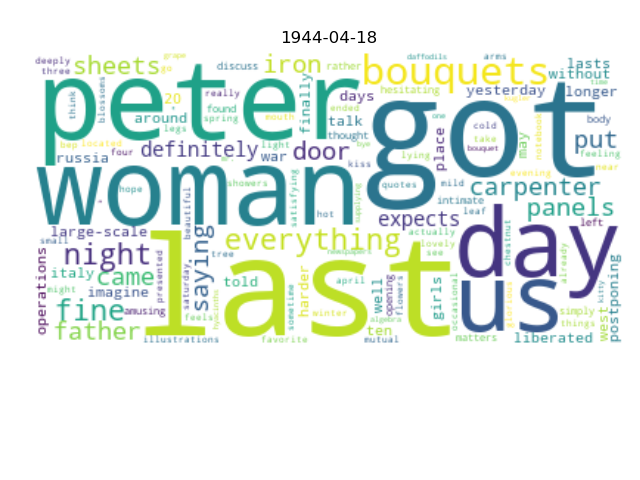 1944-04-18
deeply
three
sheets
iron
rather
bouquets
daffodils
arms
lasts
without
think
blossoms
go
grape
peter
20
located
around
legs
really
found
spring
finally
discuss
days
talk
thought
ended
mouth
hesitating
got
yesterday
longer
time
body
put
feeling
near
notebook
may
cold
take
bouquet
one
place
russia
four
definitely
war
door
light
lying
kiss
bye
evening
carpenter
woman
hope
showers
satisfying
hot
supplying
quotes
mild
intimate
leaf
panels
expects
large-scale
small
operations
night
beautiful
saying
tree
everything
actually
lovely
see
chestnut
day
left
already
italy
came
presented
saturday
told
newspapers
imagine
fine
amusing
father
last
hyacinths
feels
illustrations
sometime
harder
april
winter
favorite
well
opening
flowers
algebra
ten
mutual
girls
occasional
matters
us
glorious
liberated
simply
things
west
kitty
postponing
might